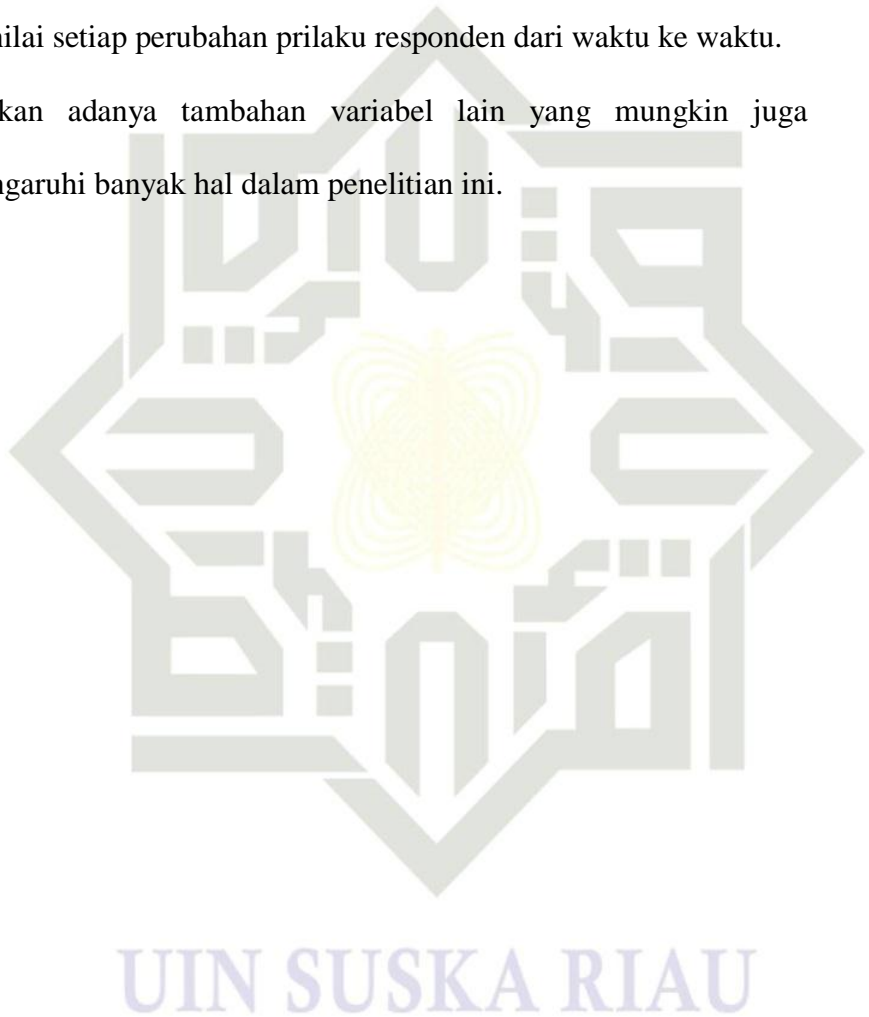 nilai setiap perubahan prilaku responden dari waktu ke waktu.
kan adanya tambahan variabel lain yang mungkin juga
ngaruhi banyak hal dalam penelitian ini.
UIN SUSKA RIAU